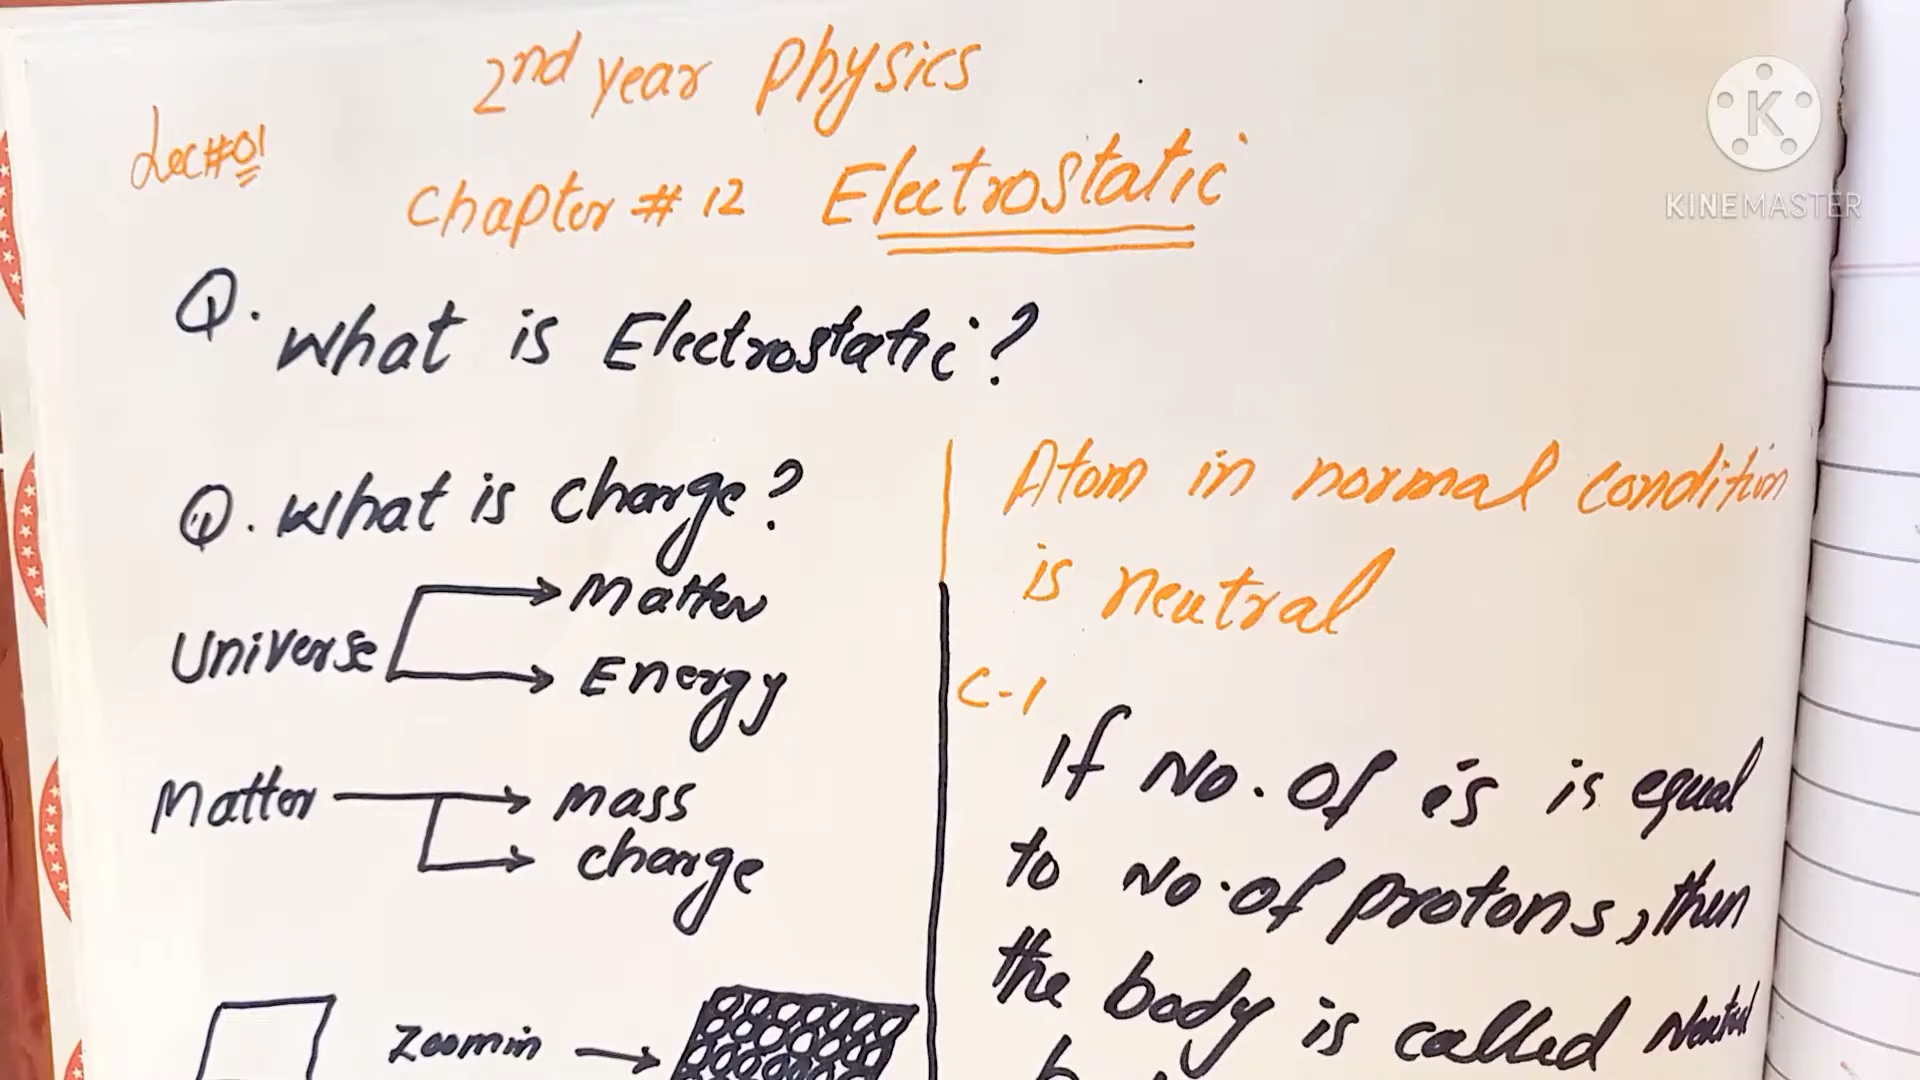 2nd year Physics
Lec#01
Chapter # 12 Electrostatic
Q. What is Electrostatic?
Q. What is charge?
Universe
Matter
Energy
Matter
mass
charge
Zoomin
Atom in normal condition
is neutral
C-1
If No. Of es is equal
to No. of protons, then
the body is called Neutral
K
KINEMASTER